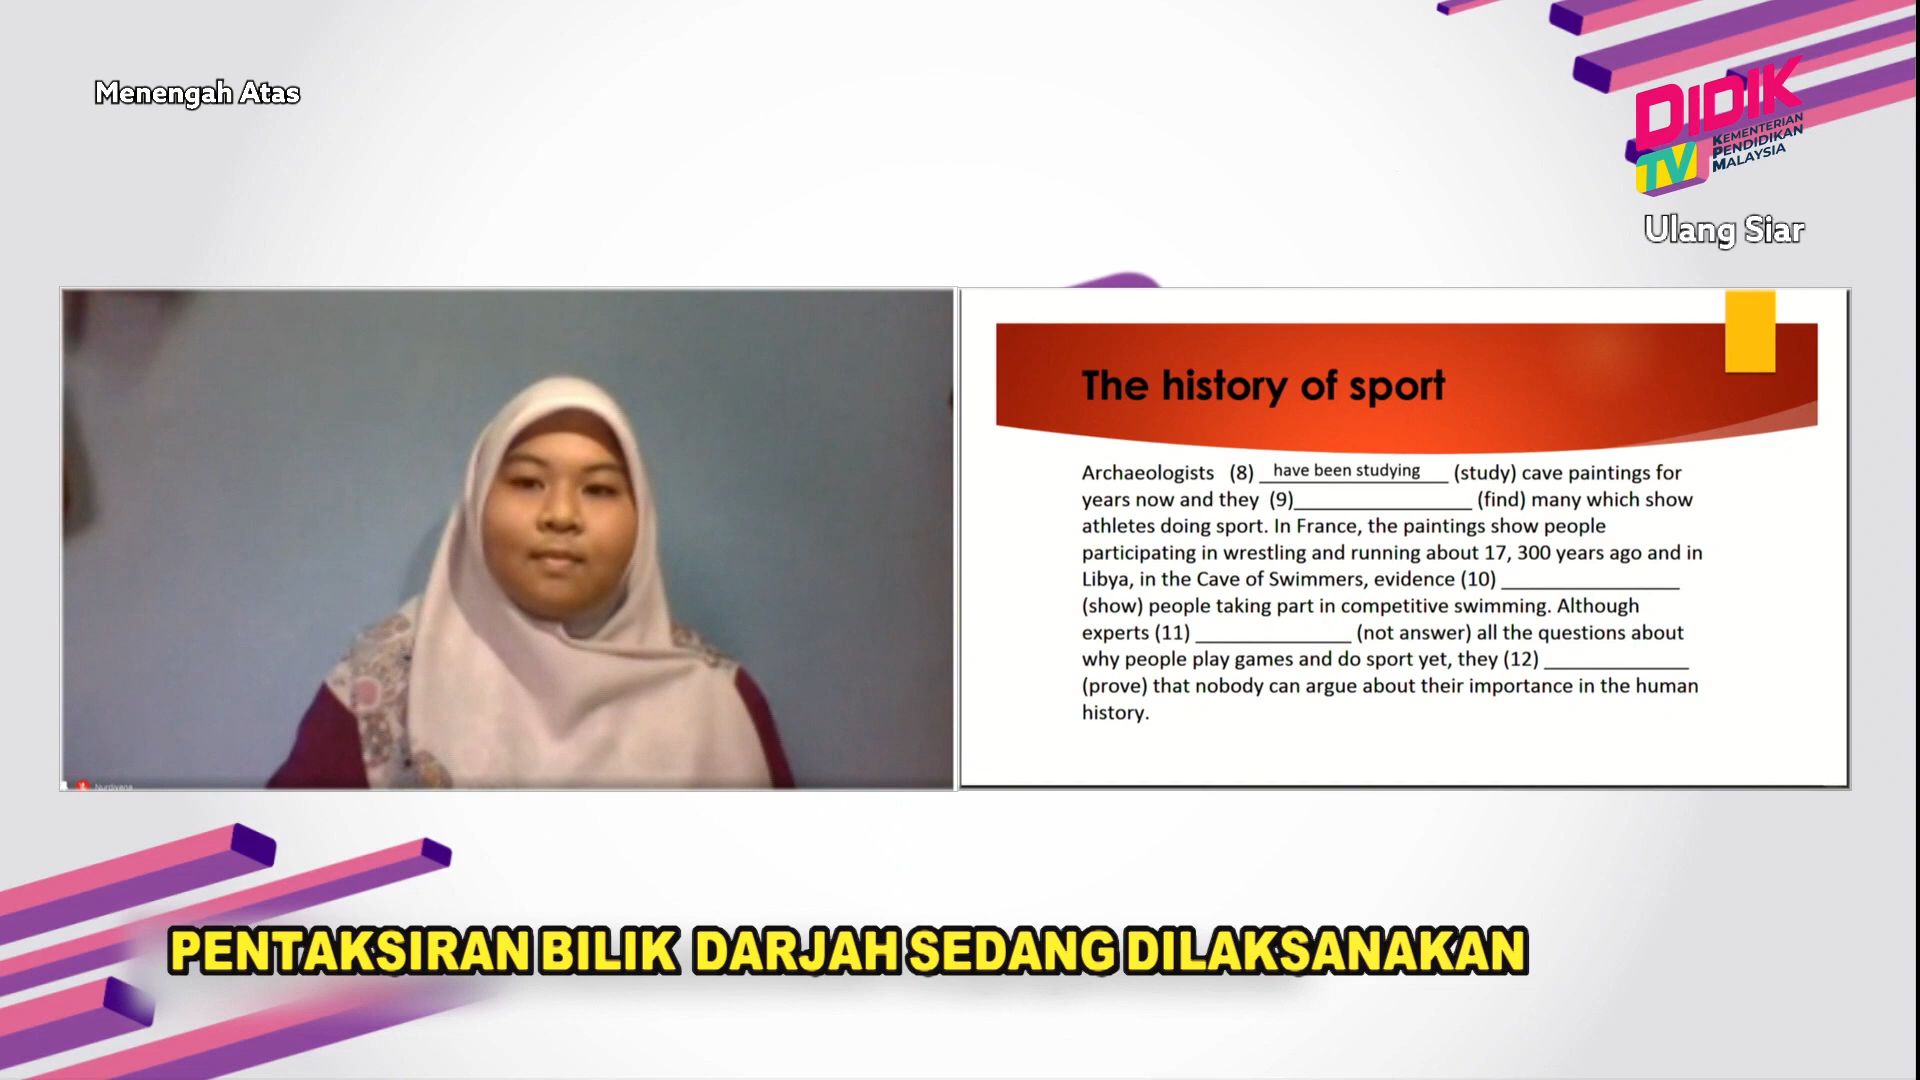 Menengah Atas
DIDIK
TV
KEMENTERIAN
PENDIDIKAN
MALAYSIA
Ulang Siar
The history of sport
Archaeologists (8) have been studying (study) cave paintings for
years now and they (9)________________ (find) many which show
athletes doing sport. In France, the paintings show people
participating in wrestling and running about 17, 300 years ago and in
Libya, in the Cave of Swimmers, evidence (10) ________________
(show) people taking part in competitive swimming. Although
experts (11) ______________ (not answer) all the questions about
why people play games and do sport yet, they (12) _____________
(prove) that nobody can argue about their importance in the human
history.
Nurdiyana
PENTAKSIRAN BILIK DARJAH SEDANG DILAKSANAKAN